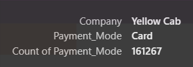 Company Yellow Cab
Payment_Mode Card
Count of Payment_Mode 161267